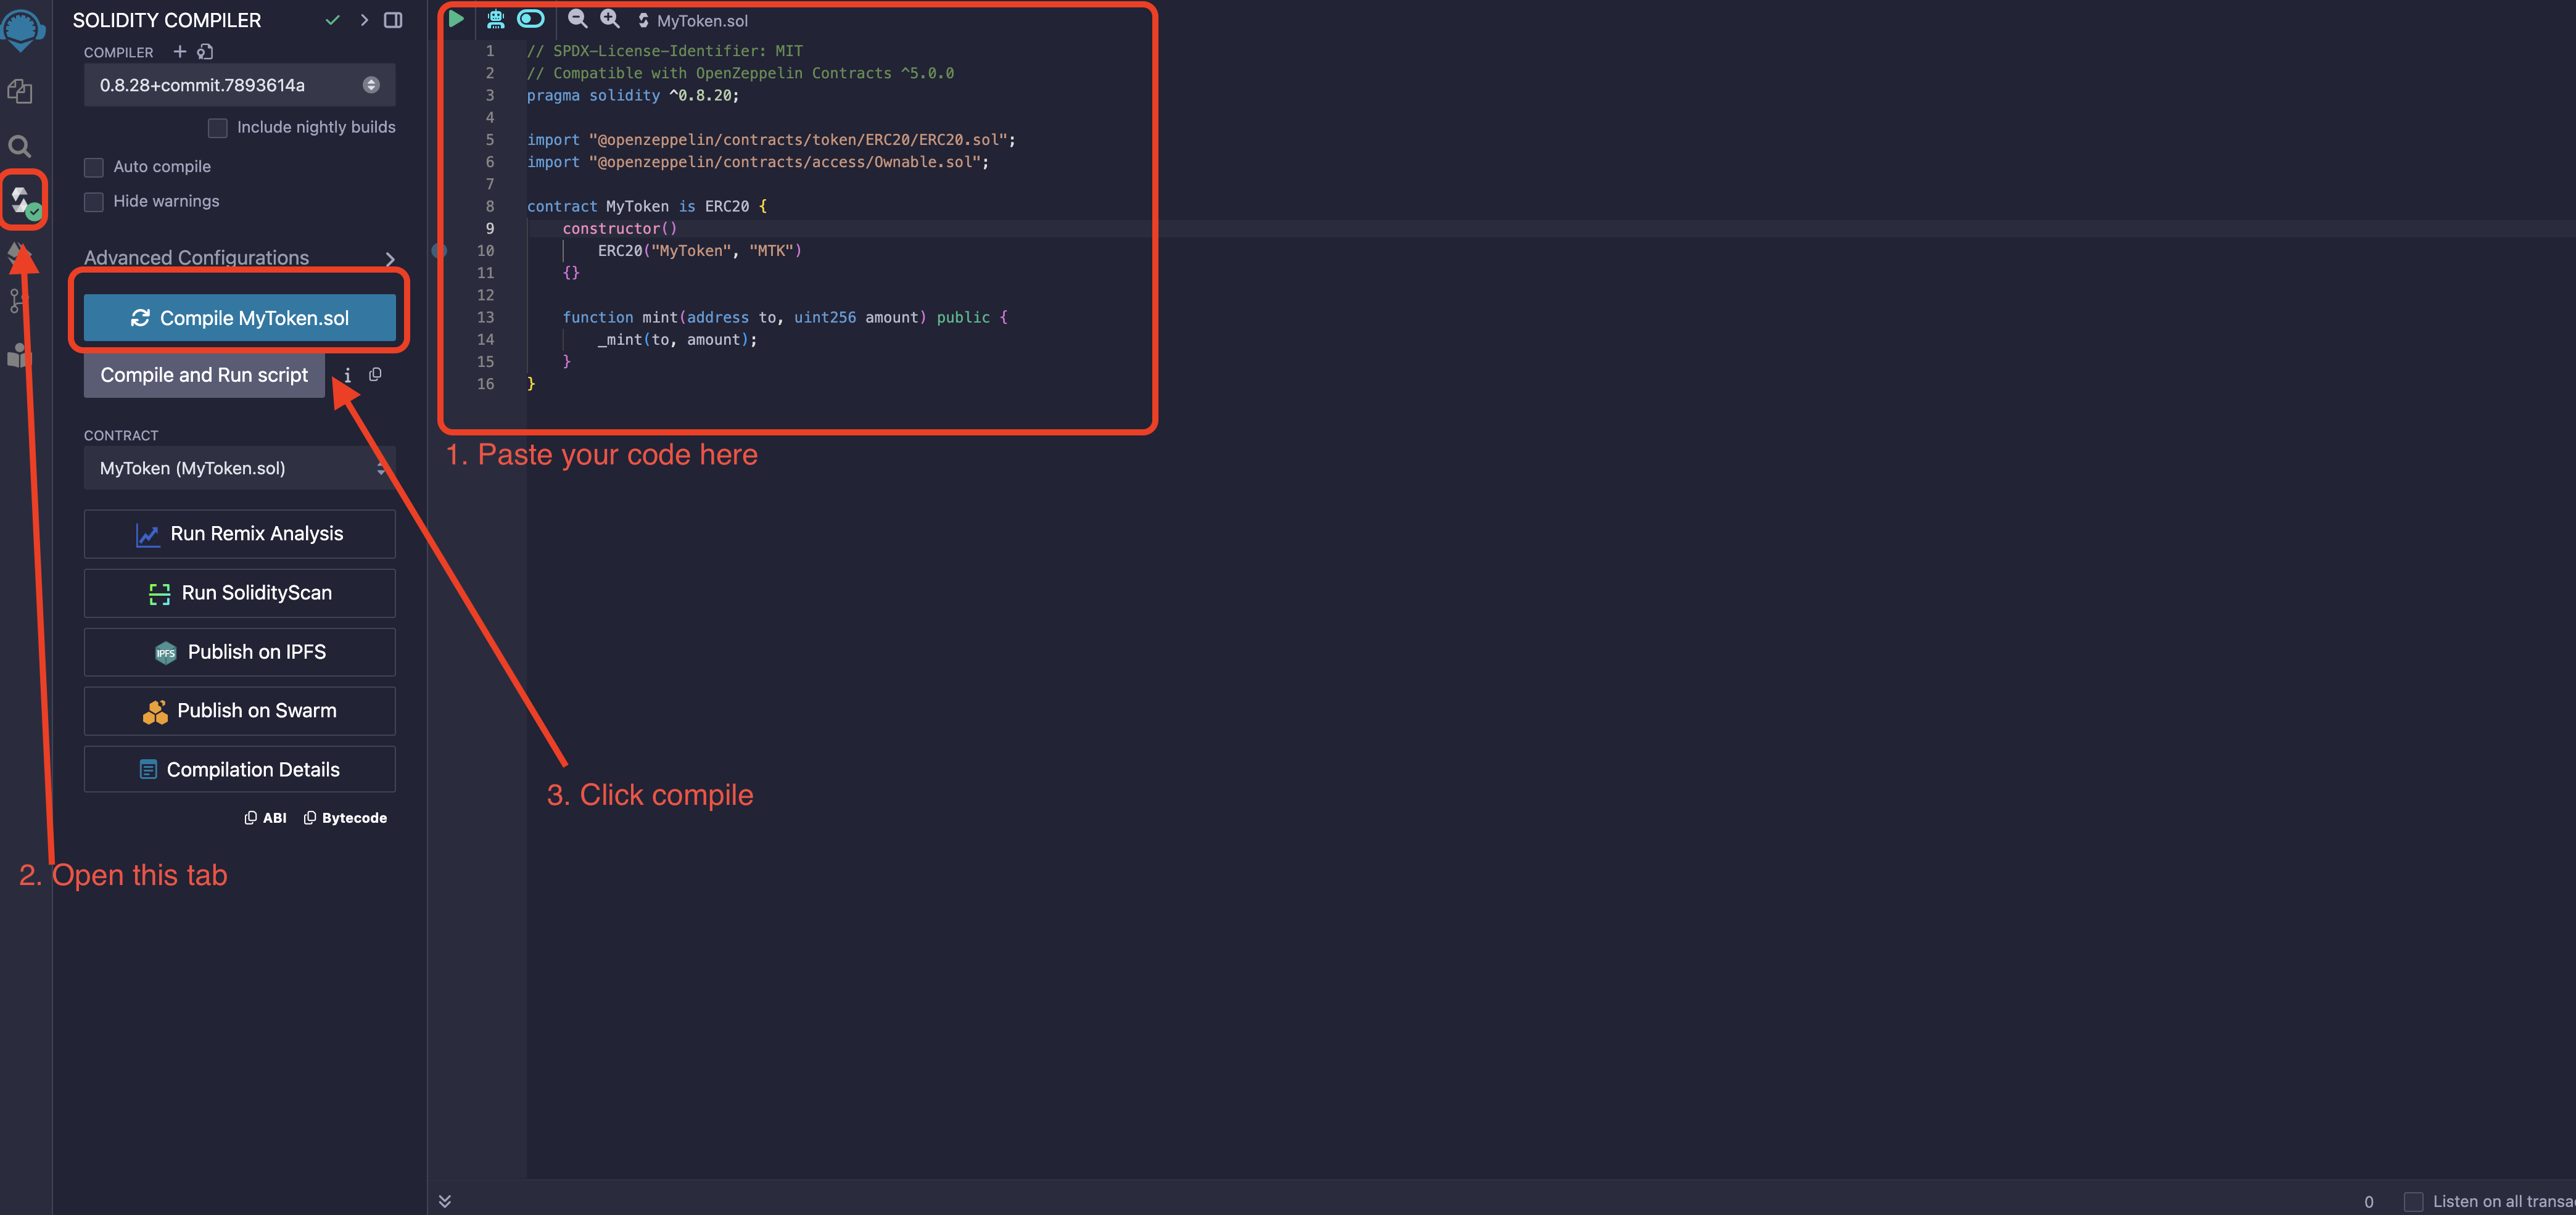 SOLIDITY COMPILER
COMPILER
0.8.28+commit.7893614a
Include nightly builds
Auto compile
Hide warnings
Advanced Configurations
Compile MyToken.sol
Compile and Run script
i
CONTRACT
MyToken (MyToken.sol)
Run Remix Analysis
Run SolidityScan
IPFS Publish on IPFS
Publish on Swarm
Compilation Details
ABI Bytecode
2. Open this tab
MyToken.sol
1 // SPDX-License-Identifier: MIT
2 // Compatible with OpenZeppelin Contracts ^5.0.0
3 pragma solidity ^0.8.20;
4
5 import "@openzeppelin/contracts/token/ERC20/ERC20.sol";
6 import "@openzeppelin/contracts/access/Ownable.sol";
7
8 contract MyToken is ERC20 {
9 constructor()
10 ERC20("MyToken", "MTK")
11 {}
12
13 function mint(address to, uint256 amount) public {
14 _mint(to, amount);
15 }
16 }
1. Paste your code here
3. Click compile
0 Listen on all transa